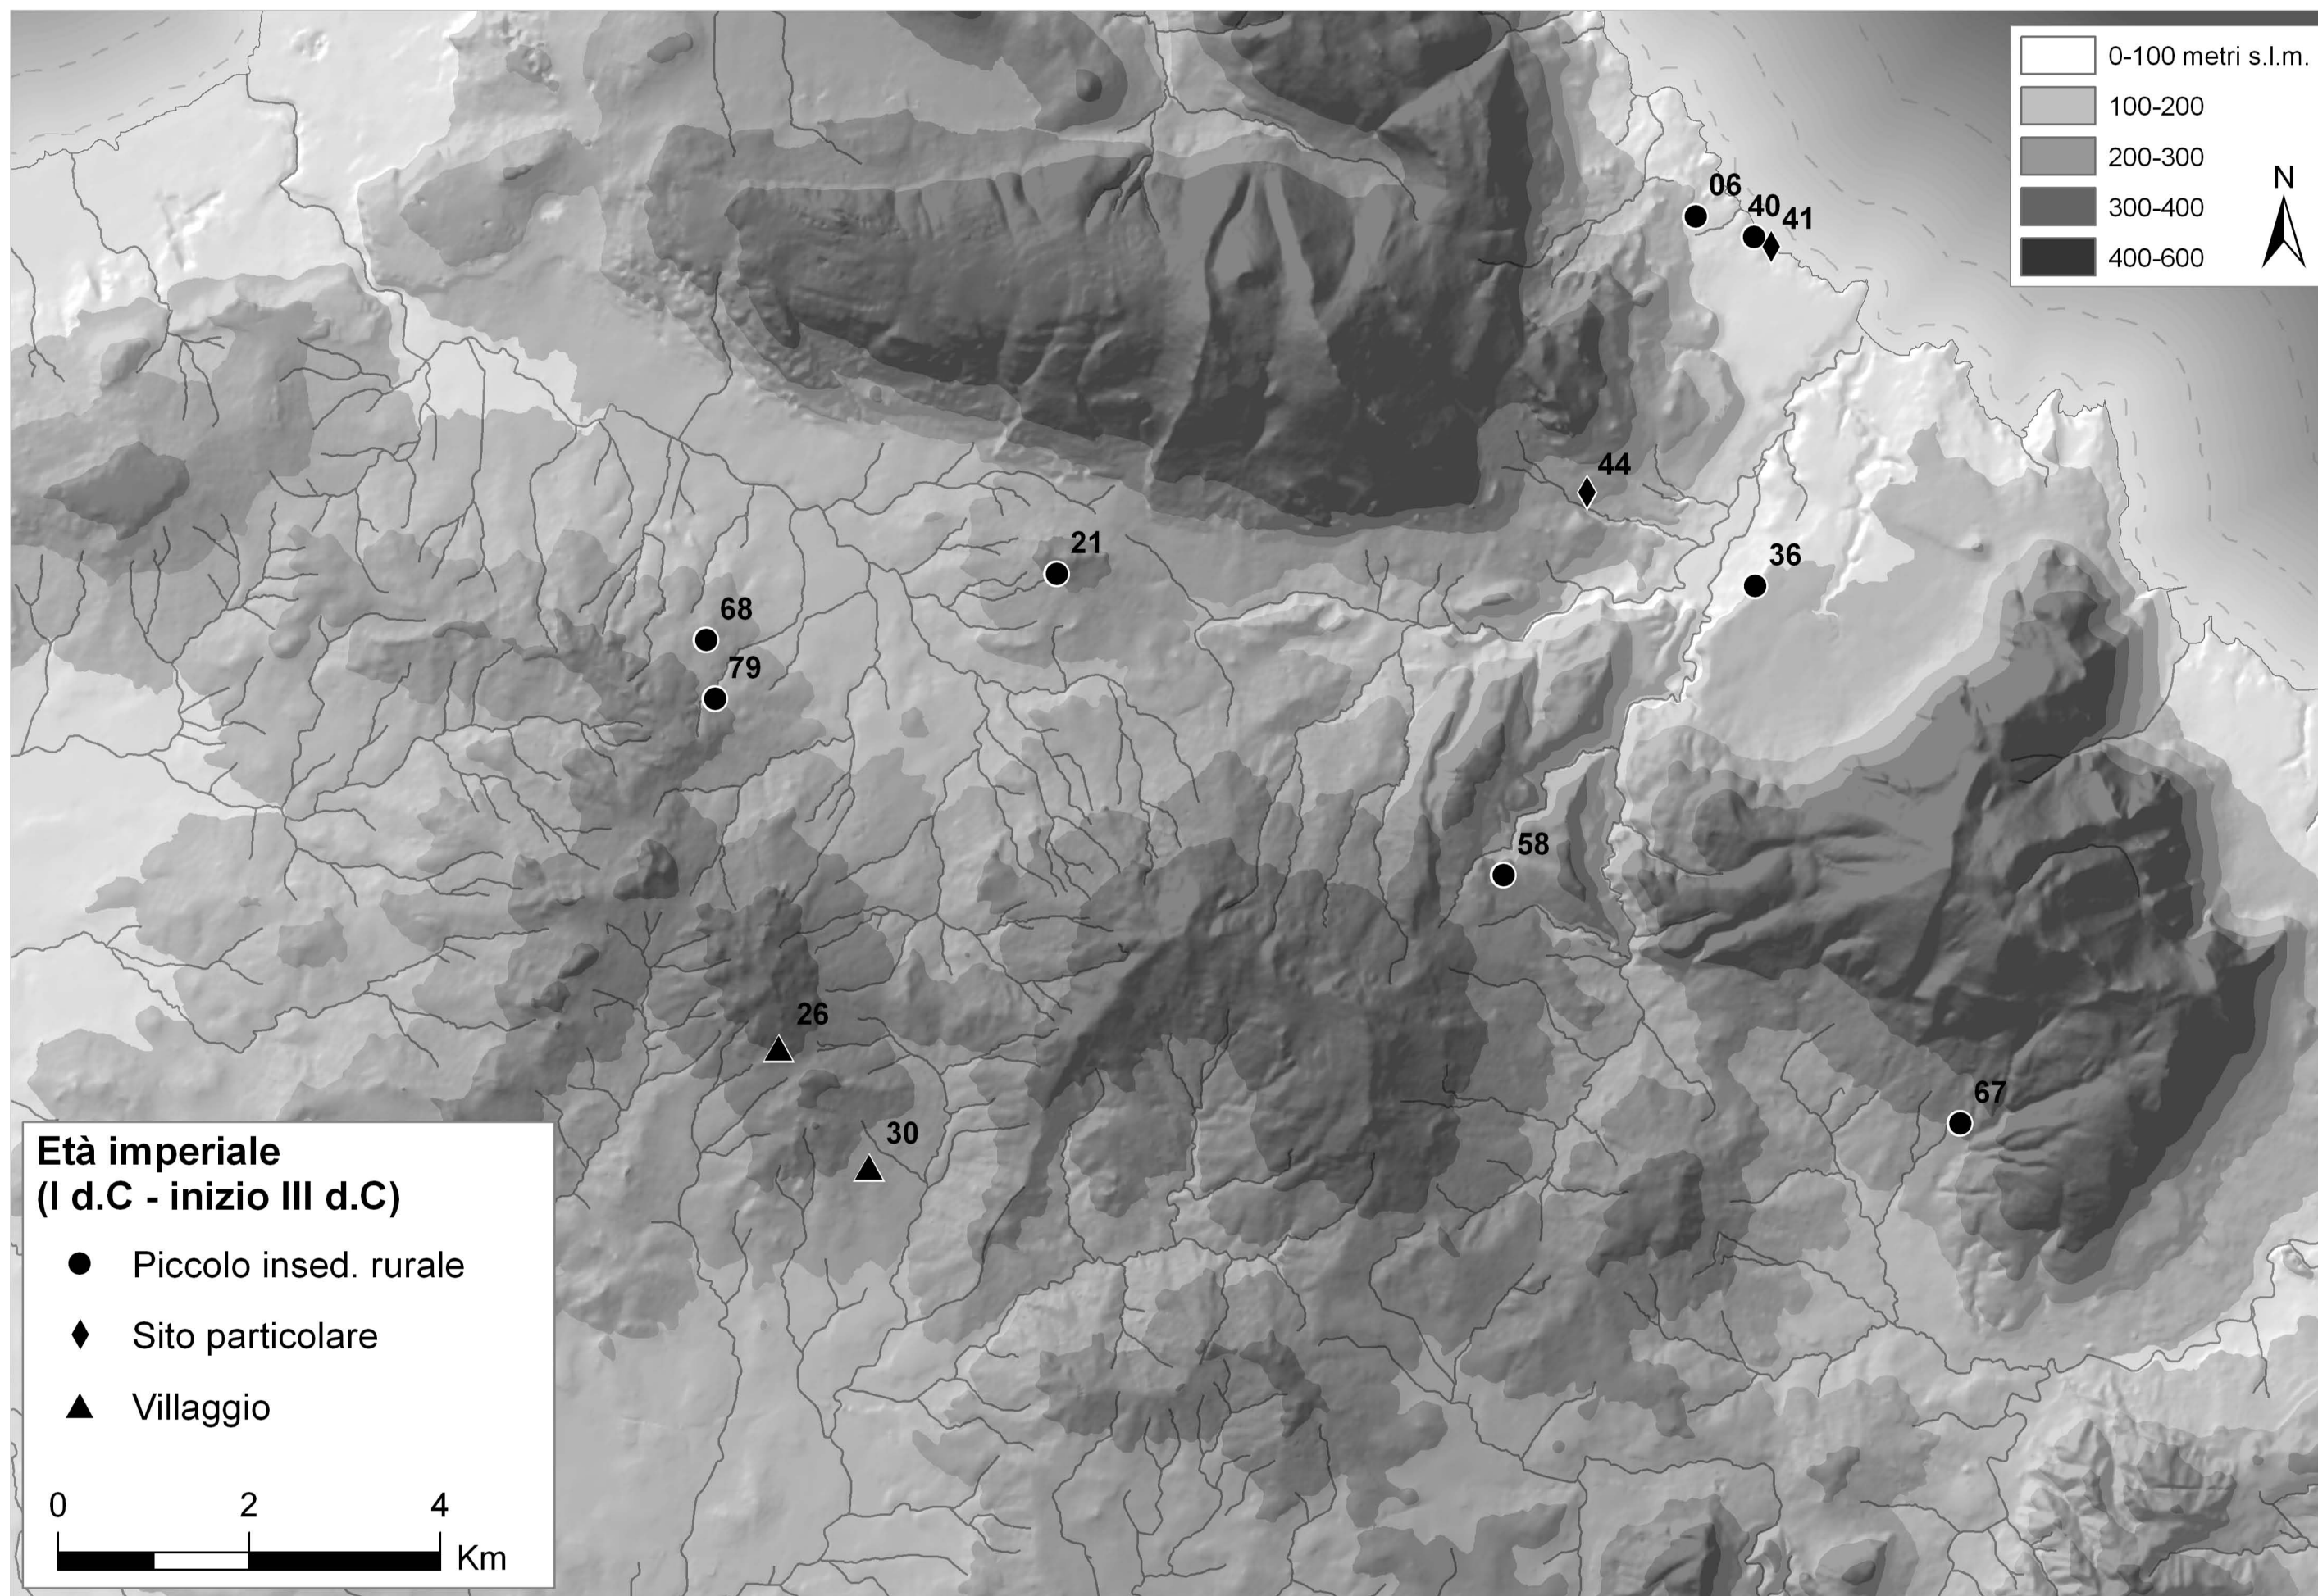 0-100 metri s.l.m.
100-200
200-300
300-400
400-600
N
06
40
41
44
21
36
68
79
58
26
67
30
Età imperiale
(I d.C - inizio III d.C)
Piccolo insed. rurale
Sito particolare
Villaggio
0 2 4
Km